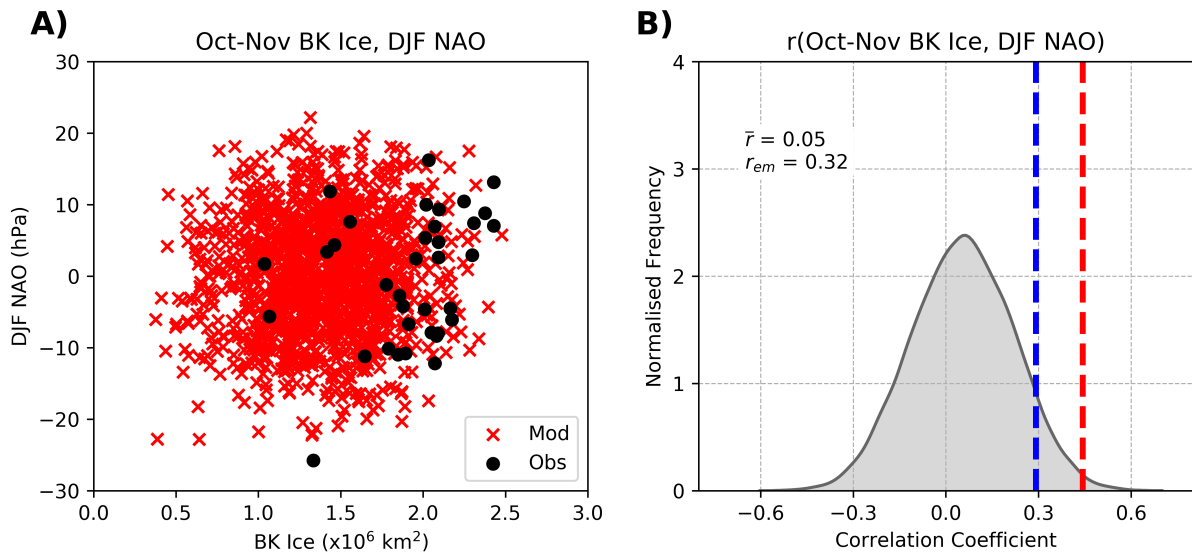 A)
Oct-Nov BK Ice, DJF NAO
DJF NAO (hPa)
30
20
10
0
−10
−20
−30
0.0 0.5 1.0 1.5 2.0 2.5 3.0
BK Ice (x10⁶ km²)
Mod
Obs
B)
r(Oct-Nov BK Ice, DJF NAO)
Normalised Frequency
4
3
2
1
0
r̅ = 0.05
rₑₘ = 0.32
−0.6 −0.3 0.0 0.3 0.6
Correlation Coefficient